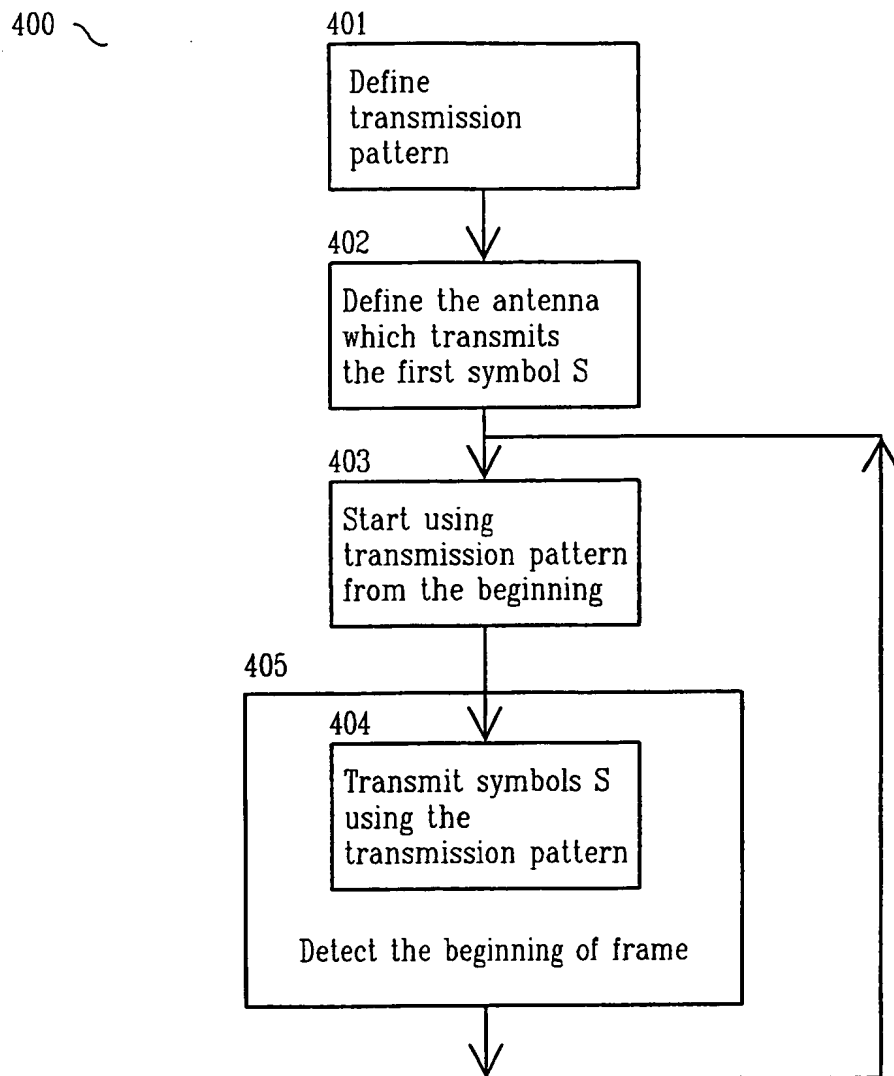 400
401
Define
transmission
pattern
402
Define the antenna
which transmits
the first symbol S
403
Start using
transmission pattern
from the beginning
405
404
Transmit symbols S
using the
transmission pattern
Detect the beginning of frame